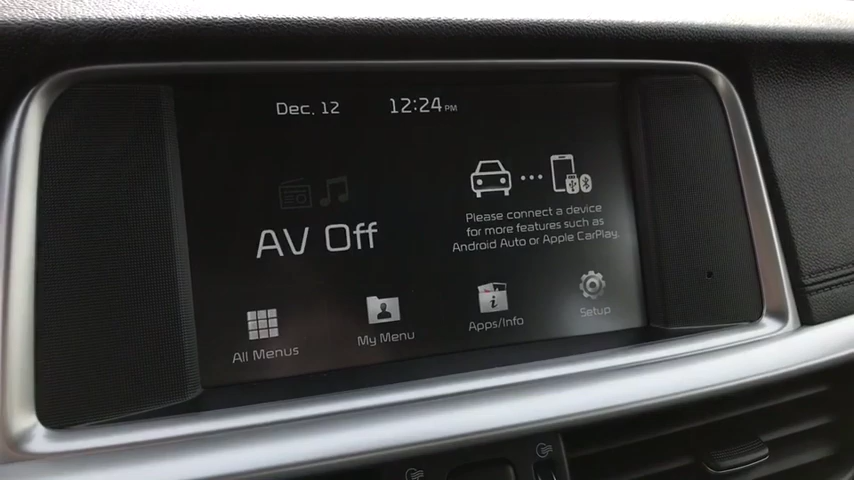 Dec. 12 12:24 PM
AV Off
Please connect a device
for more features such as
Android Auto or Apple CarPlay.
All Menus
My Menu
Apps/Info
Setup